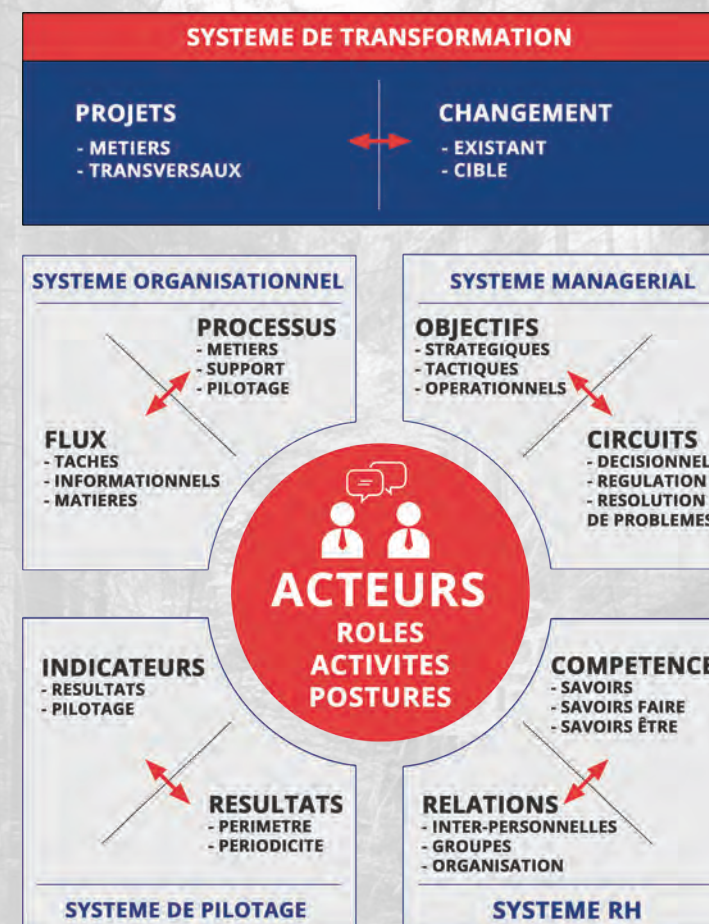 SYSTEME DE TRANSFORMATION
PROJETS
- METIERS
- TRANSVERSAUX
CHANGEMENT
- EXISTANT
- CIBLE
SYSTEME ORGANISATIONNEL
PROCESSUS
- METIERS
- SUPPORT
- PILOTAGE
FLUX
- TACHES
- INFORMATIONNELS
- MATIERES
SYSTEME MANAGERIAL
OBJECTIFS
- STRATEGIQUES
- TACTIQUES
- OPERATIONNELS
CIRCUITS
- DECISIONNEL
- REGULATION
- RESOLUTION
DE PROBLEMES
ACTEURS
ROLES
ACTIVITES
POSTURES
INDICATEURS
- RESULTATS
- PILOTAGE
RESULTATS
- PERIMETRE
- PERIODICITE
SYSTEME DE PILOTAGE
COMPETENCE
- SAVOIRS
- SAVOIRS FAIRE
- SAVOIRS ÊTRE
RELATIONS
- INTER-PERSONNELLES
- GROUPES
- ORGANISATION
SYSTEME RH